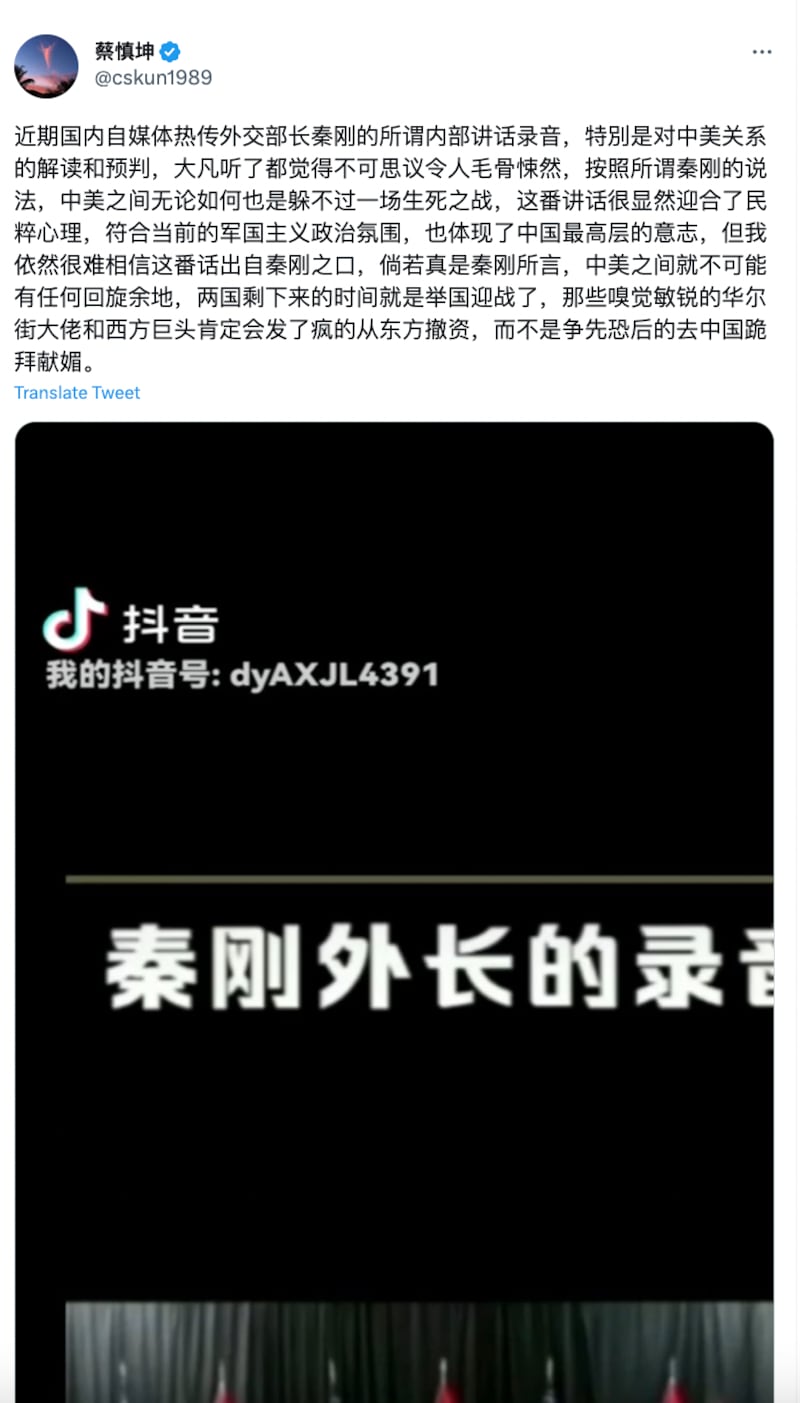 蔡慎坤
@cskun1989
近期国内自媒体热传外交部长秦刚的所谓内部讲话录音，特別是对中美关系
的解读和预判，大凡听了都觉得不可思议令人毛骨悚然，按照所谓秦刚的说
法，中美之间无论如何也是躲不过一场生死之战，这番讲话很显然迎合了民
粹心理，符合当前的军国主义政治氛围，也体现了中国最高层的意志，但我
依然很难相信这番话出自秦刚之口，倘若真是秦刚所言，中美之间就不可能
有任何回旋余地，两国剩下来的时间就是举国迎战了，那些嗅觉敏锐的华尔
街大佬和西方巨头肯定会发了疯的从东方撤资，而不是争先恐后的去中国跪
拜献媚。
Translate Tweet
抖音
我的抖音号: dyAXJL4391
秦刚外长的录音